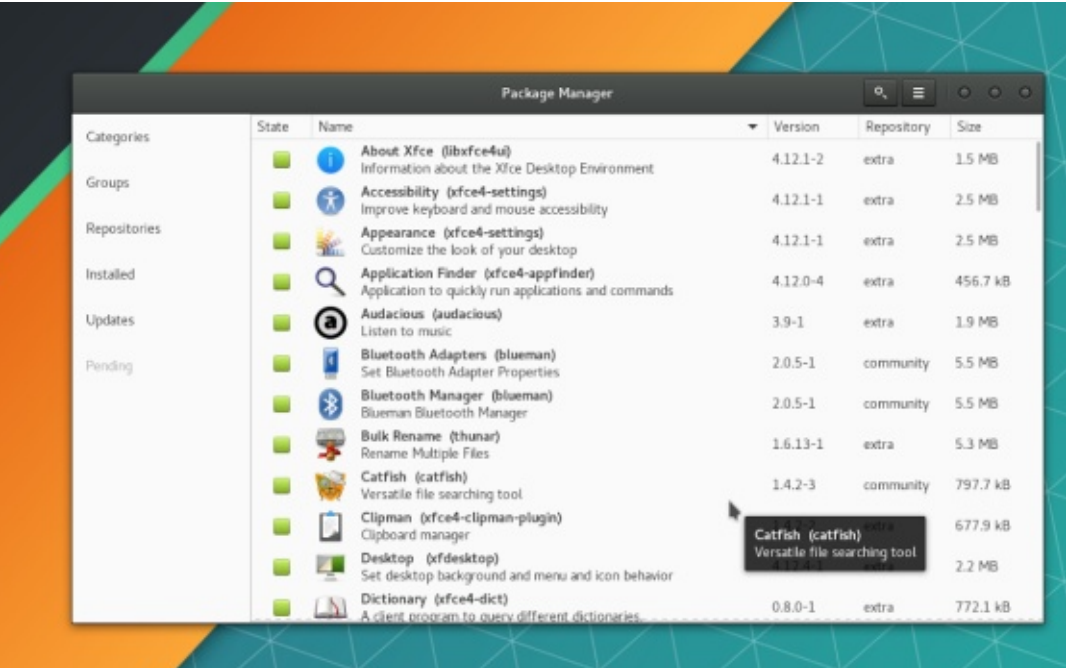 Package Manager
Categories
Groups
Repositories
Installed
Updates
Pending
State Name Version Repository Size
About Xfce (libxfce4ui)
Information about the Xfce Desktop Environment
4.12.1-2 extra 1.5 MB
Accessibility (xfce4-settings)
Improve keyboard and mouse accessibility
4.12.1-1 extra 2.5 MB
Appearance (xfce4-settings)
Customize the look of your desktop
4.12.1-1 extra 2.5 MB
Application Finder (xfce4-appfinder)
Application to quickly run applications and commands
4.12.0-4 extra 456.7 kB
Audacious (audacious)
Listen to music
3.9-1 extra 1.9 MB
Bluetooth Adapters (blueman)
Set Bluetooth Adapter Properties
2.0.5-1 community 5.5 MB
Bluetooth Manager (blueman)
Blueman Bluetooth Manager
2.0.5-1 community 5.5 MB
Bulk Rename (thunar)
Rename Multiple Files
1.6.13-1 extra 5.3 MB
Catfish (catfish)
Versatile file searching tool
1.4.2-3 community 797.7 kB
Clipman (xfce4-clipman-plugin)
Clipboard manager
677.9 kB
Catfish (catfish)
Versatile file searching tool
Desktop (xfdesktop)
Set desktop background and menu and icon behavior
2.2 MB
Dictionary (xfce4-dict)
A client program to query different dictionaries.
0.8.0-1 extra 772.1 kB